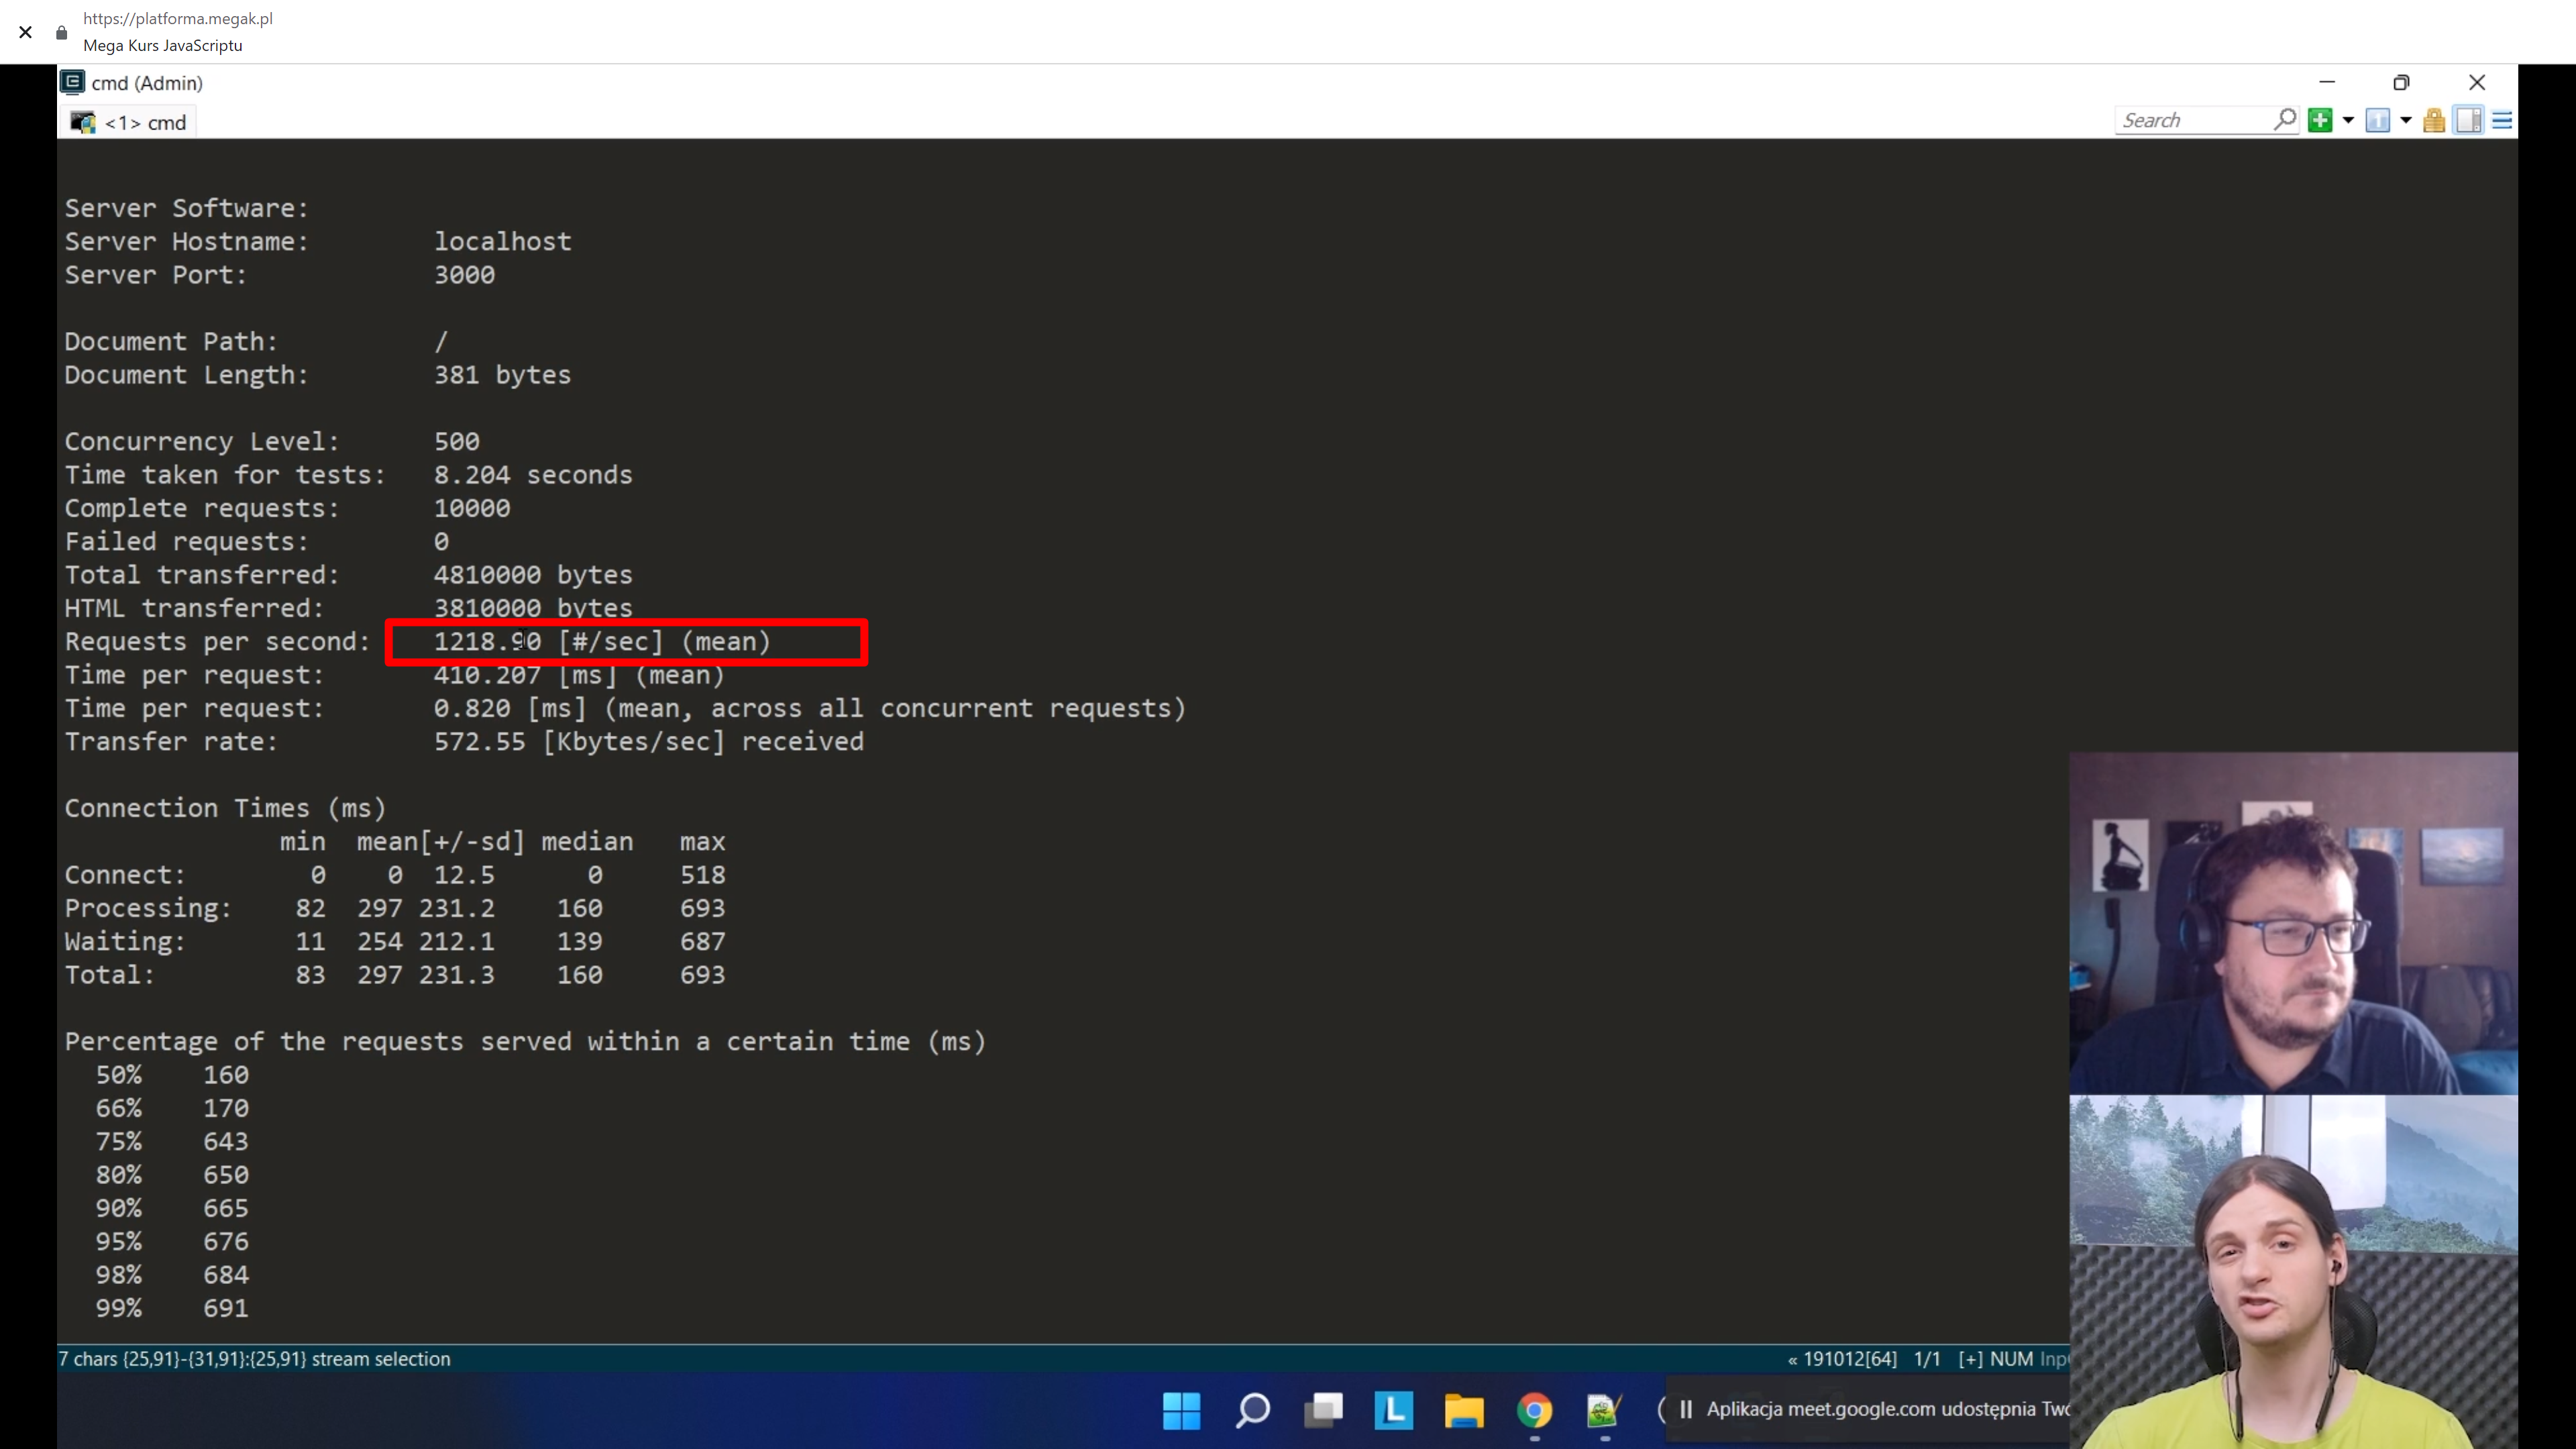 https://platforma.megak.pl
Mega Kurs JavaScriptu
cmd (Admin)
<1> cmd
Search
Server Software:
Server Hostname: localhost
Server Port: 3000
Document Path: /
Document Length: 381 bytes
Concurrency Level: 500
Time taken for tests: 8.204 seconds
Complete requests: 10000
Failed requests: 0
Total transferred: 4810000 bytes
HTML transferred: 3810000 bytes
Requests per second: 1218.90 [#/sec] (mean)
Time per request: 410.207 [ms] (mean)
Time per request: 0.820 [ms] (mean, across all concurrent requests)
Transfer rate: 572.55 [Kbytes/sec] received
Connection Times (ms)
min mean[+/-sd] median max
Connect: 0 0 12.5 0 518
Processing: 82 297 231.2 160 693
Waiting: 11 254 212.1 139 687
Total: 83 297 231.3 160 693
Percentage of the requests served within a certain time (ms)
50% 160
66% 170
75% 643
80% 650
90% 665
95% 676
98% 684
99% 691
7 chars {25,91}-{31,91}:{25,91} stream selection
« 191012[64] 1/1 [+] NUM Inp
L
Aplikacja meet.google.com udostępnia Two